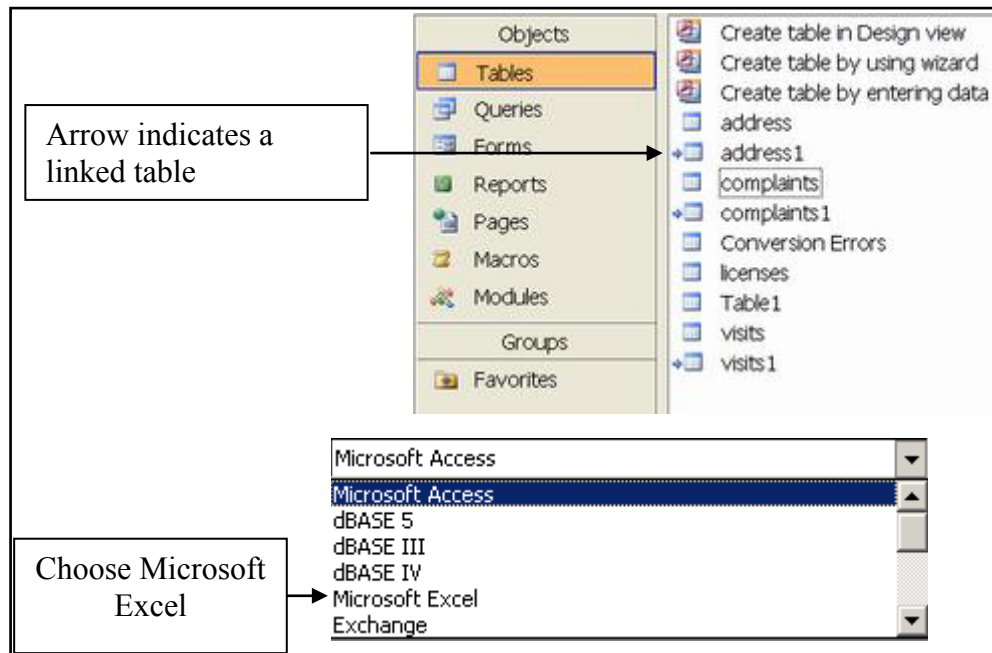 Objects
Tables
Queries
Forms
Reports
Pages
Macros
Modules
Groups
Favorites
Create table in Design view
Create table by using wizard
Create table by entering data
address
address1
complaints
complaints1
Conversion Errors
licenses
Table1
visits
visits1
Arrow indicates a
linked table
Microsoft Access
Microsoft Access
dBASE 5
dBASE III
dBASE IV
Microsoft Excel
Exchange
Choose Microsoft
Excel